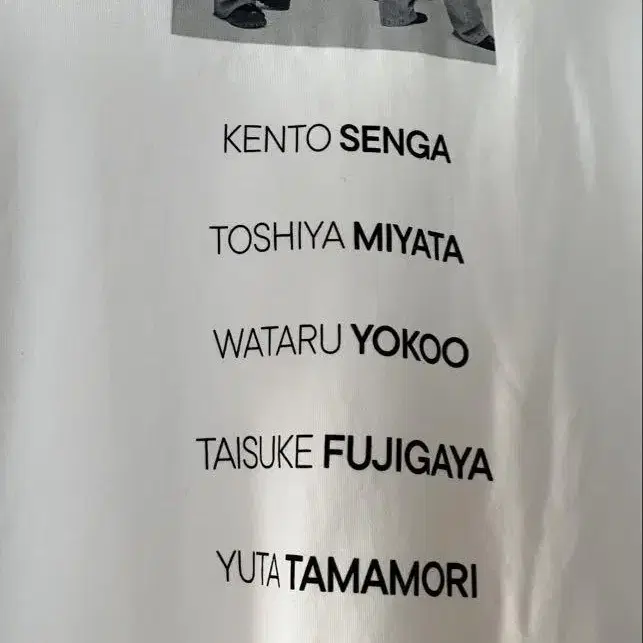 KENTO SENGA
TOSHIYA MIYATA
WATARU YOKOO
TAISUKE FUJIGAYA
YUTA TAMAMORI